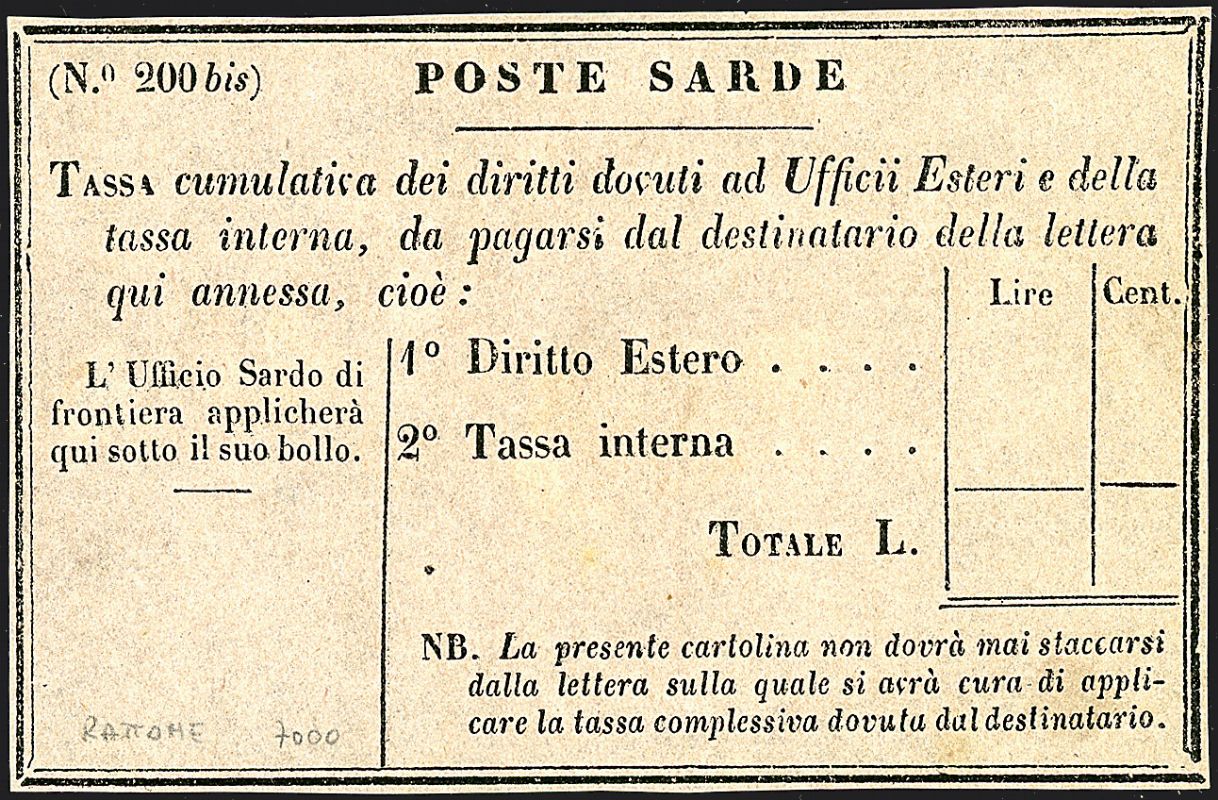 (N.º 200 bis) POSTE SARDE
TASSA cumulativa dei diritti dovuti ad Ufficii Esteri e della
tassa interna, da pagarsi dal destinatario della lettera
qui annessa, cioè :
Lire Cent.
L' Ufficio Sardo di
frontiera applicherà
qui sotto il suo bollo.
1º Diritto Estero . . . .
2º Tassa interna . . . .
TOTALE L.
NB. La presente cartolina non dovrà mai staccarsi
dalla lettera sulla quale si avrà cura di appli-
care la tassa complessiva dovuta dal destinatario.
7000